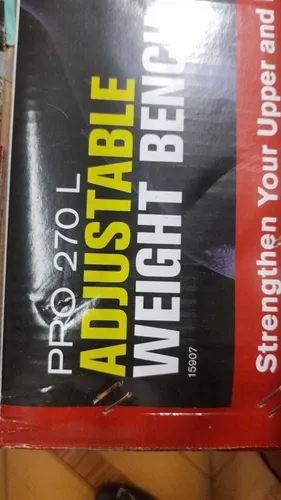 PRO 270 L
ADJUSTABLE
WEIGHT BENC
15907
Strengthen Your Upper and